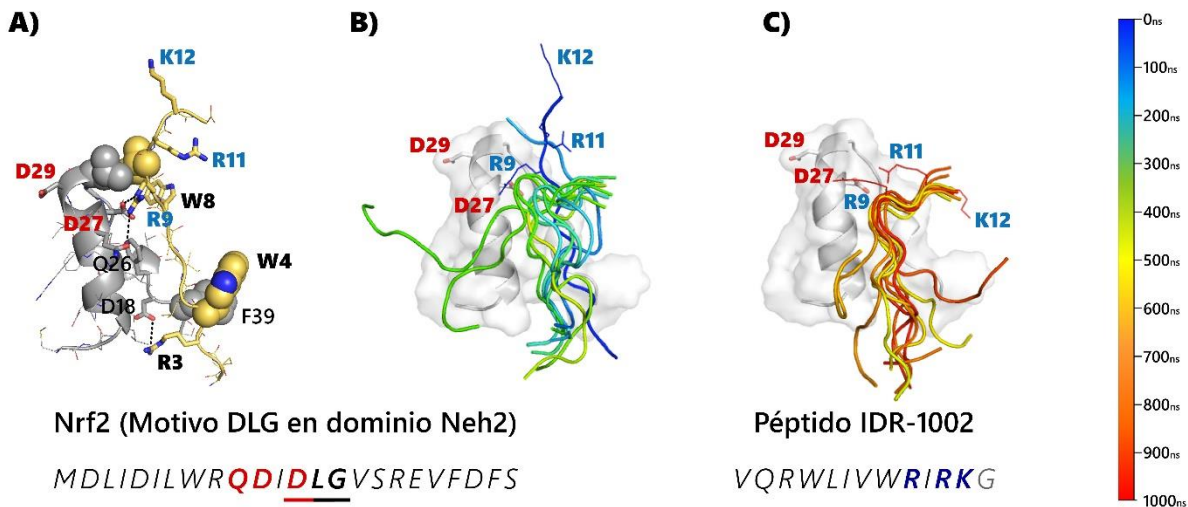 A)
K12
D29
R11
W8
D27
R9
Q26
W4
D18
F39
R3
B)
K12
D29
R11
R9
D27
C)
D29
R11
D27
R9
K12
0ns
100ns
200ns
300ns
400ns
500ns
600ns
700ns
800ns
900ns
1000ns
Nrf2 (Motivo DLG en dominio Neh2)
Péptido IDR-1002
MDLIDILWRQDIDLGVSREVFDFS
VQRWLIVWRIRKG